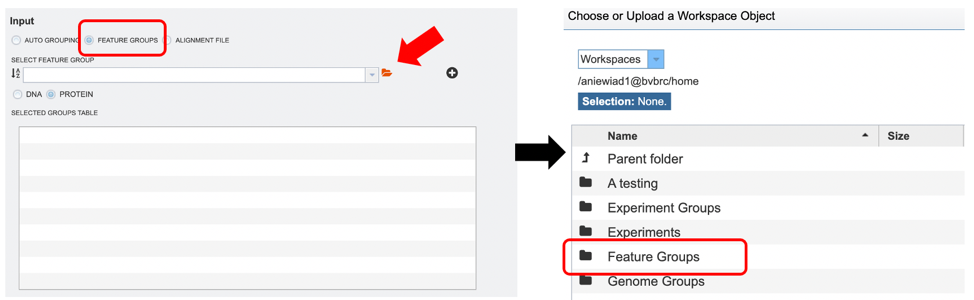 Input
AUTO GROUPING FEATURE GROUPS ALIGNMENT FILE
SELECT FEATURE GROUP
DNA PROTEIN
SELECTED GROUPS TABLE
Choose or Upload a Workspace Object
Workspaces
/aniewiad1@bvbrc/home
Selection: None.
Name Size
Parent folder
A testing
Experiment Groups
Experiments
Feature Groups
Genome Groups